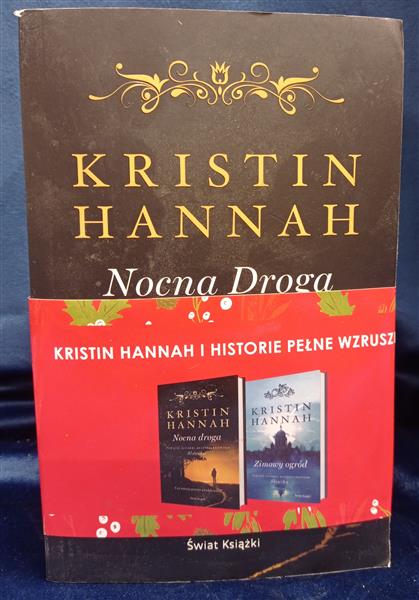 KRISTIN
HANNAH
Nocna Droga
KRISTIN HANNAH I HISTORIE PEŁNE WZRUSZ
KRISTIN
HANNAH
Nocna droga
KRISTIN
HANNAH
Zimowy ogród
Świat Książki